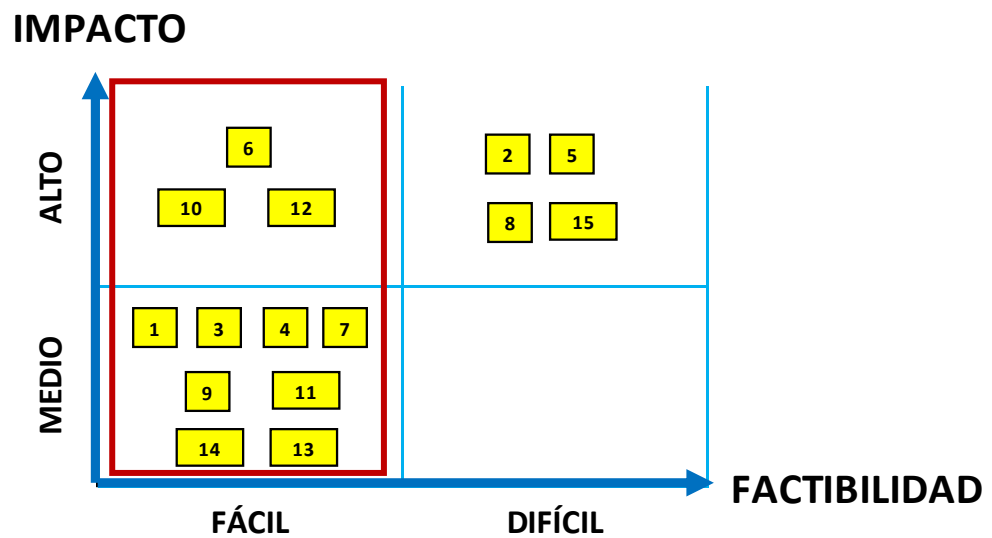 IMPACTO
ALTO
6
2 5
10 12
8 15
MEDIO
1 3 4 7
9 11
14 13
FACTIBILIDAD
FÁCIL DIFÍCIL